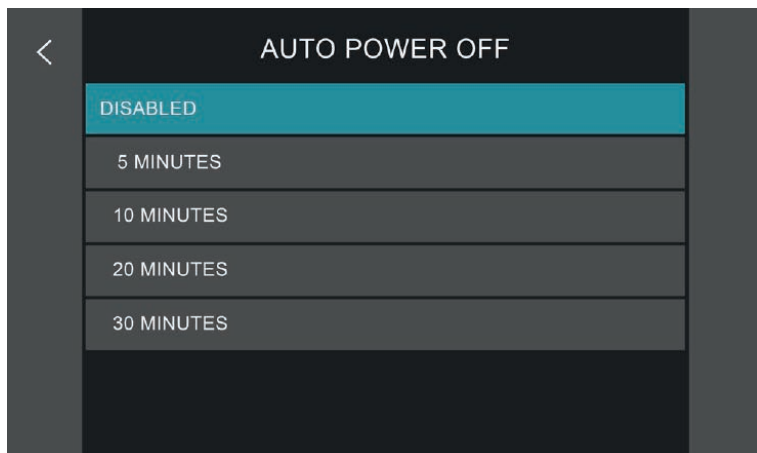 AUTO POWER OFF
DISABLED
5 MINUTES
10 MINUTES
20 MINUTES
30 MINUTES